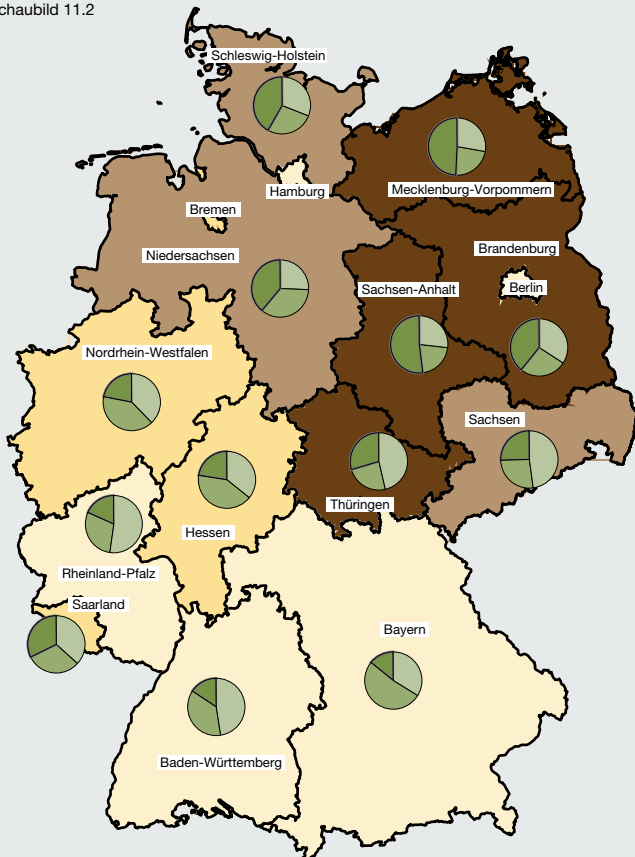 chaubild 11.2
Schleswig-Holstein
Hamburg
Mecklenburg-Vorpommern
Bremen
Niedersachsen
Brandenburg
Sachsen-Anhalt
Berlin
Nordrhein-Westfalen
Sachsen
Thüringen
Hessen
Rheinland-Pfalz
Saarland
Bayern
Baden-Württemberg